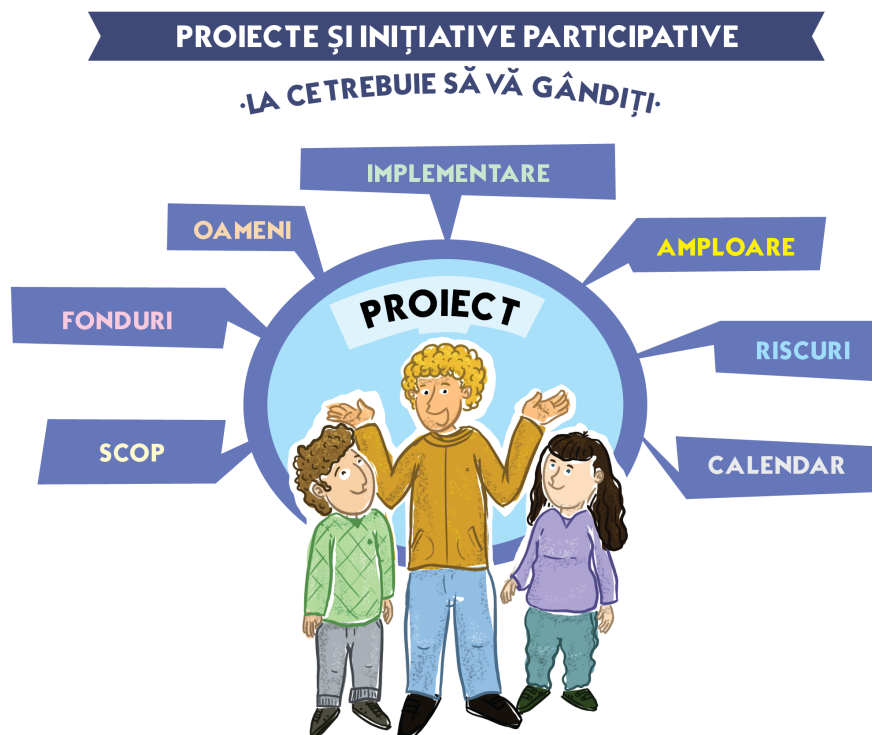 PROIECTE ȘI INIȚIATIVE PARTICIPATIVE
·LA CE TREBUIE SĂ VĂ GÂNDIȚI·
IMPLEMENTARE
OAMENI
AMPLOARE
PROIECT
FONDURI
RISCURI
SCOP
CALENDAR